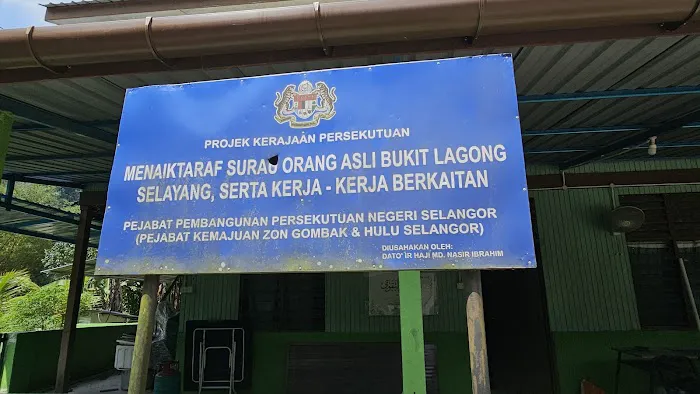 PROJEK KERAJAAN PERSEKUTUAN
MENAIKTARAF SURAU ORANG ASLI BUKIT LAGONG
SELAYANG, SERTA KERJA - KERJA BERKAITAN
PEJABAT PEMBANGUNAN PERSEKUTUAN NEGERI SELANGOR
(PEJABAT KEMAJUAN ZON GOMBAK & HULU SELANGOR)
DIUSAHAKAN OLEH:
DATO' IR HAJI MD. NASIR IBRAHIM